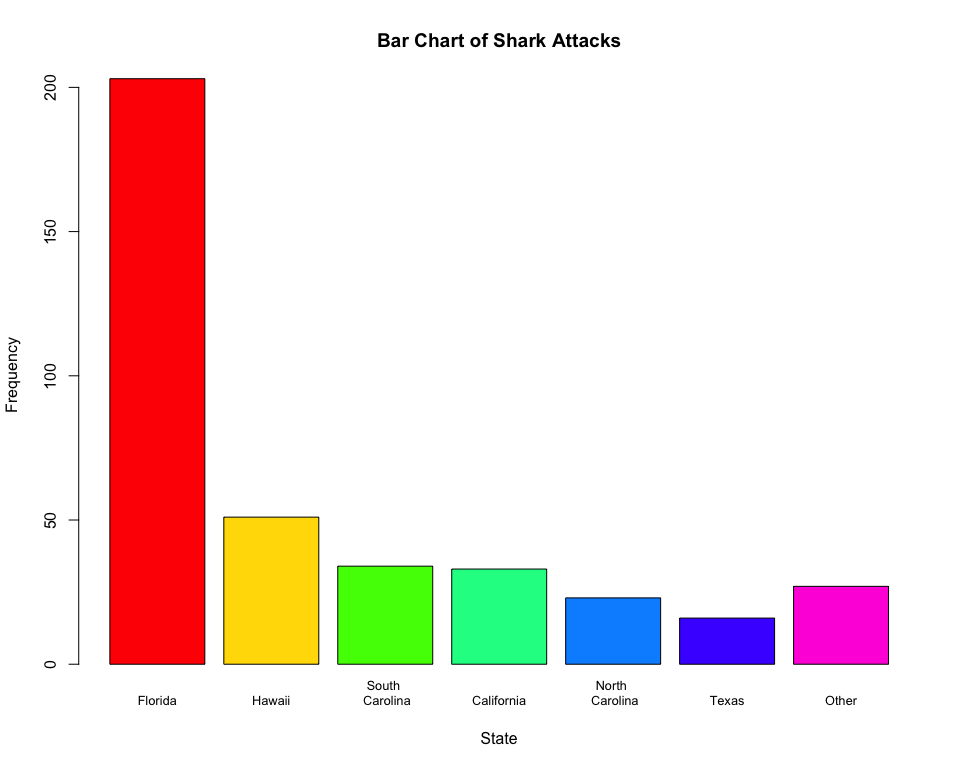 Bar Chart of Shark Attacks
Frequency
200
150
100
50
0
Florida
Hawaii
South
Carolina
California
North
Carolina
Texas
Other
State